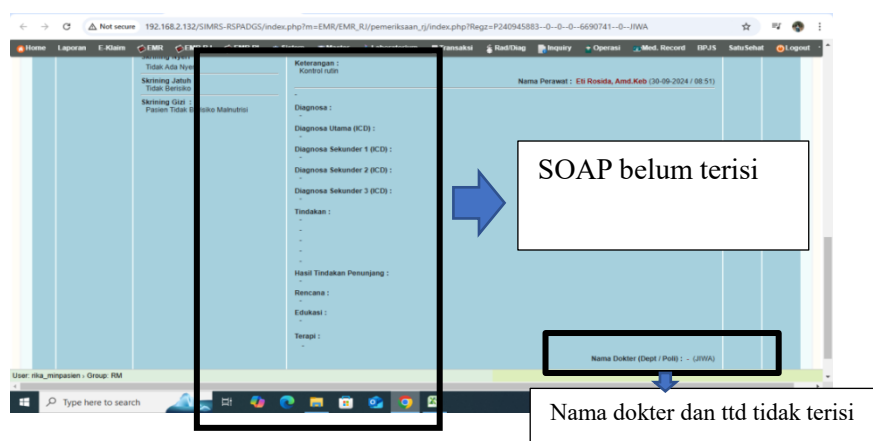 Not secure 192.168.2.132/SIMRS-RSPADGS/index.php?m=EMR/EMR_RJ/pemeriksaan_rj/index.php?Regz=P240945883--0--0--0--6690741--0--JIWA
Home Laporan E-Klaim EMR Transaksi Rad/Diag Inquiry Operasi Med. Record BPJS SatuSehat Logout
Skrining Nyeri
Tidak Ada Nye
Skrining Jatuh
Tidak Berisiko
Skrining Gizi :
Pasien Tidak B risiko Malnutrisi
Keterangan :
Kontrol rutin
Nama Perawat : Eti Rosida, Amd.Keb (30-09-2024 / 08:51)
-
Diagnosa :
-
Diagnosa Utama (ICD) :
-
Diagnosa Sekunder 1 (ICD) :
-
Diagnosa Sekunder 2 (ICD) :
-
Diagnosa Sekunder 3 (ICD) :
-
Tindakan :
-
-
-
-
-
Hasil Tindakan Penunjang :
-
Rencana :
-
Edukasi :
-
Terapi :
-
SOAP belum terisi
Nama Dokter (Dept / Poli) : - (JIWA)
User: rika_minpasien - Group: RM
Type here to search
Nama dokter dan ttd tidak terisi